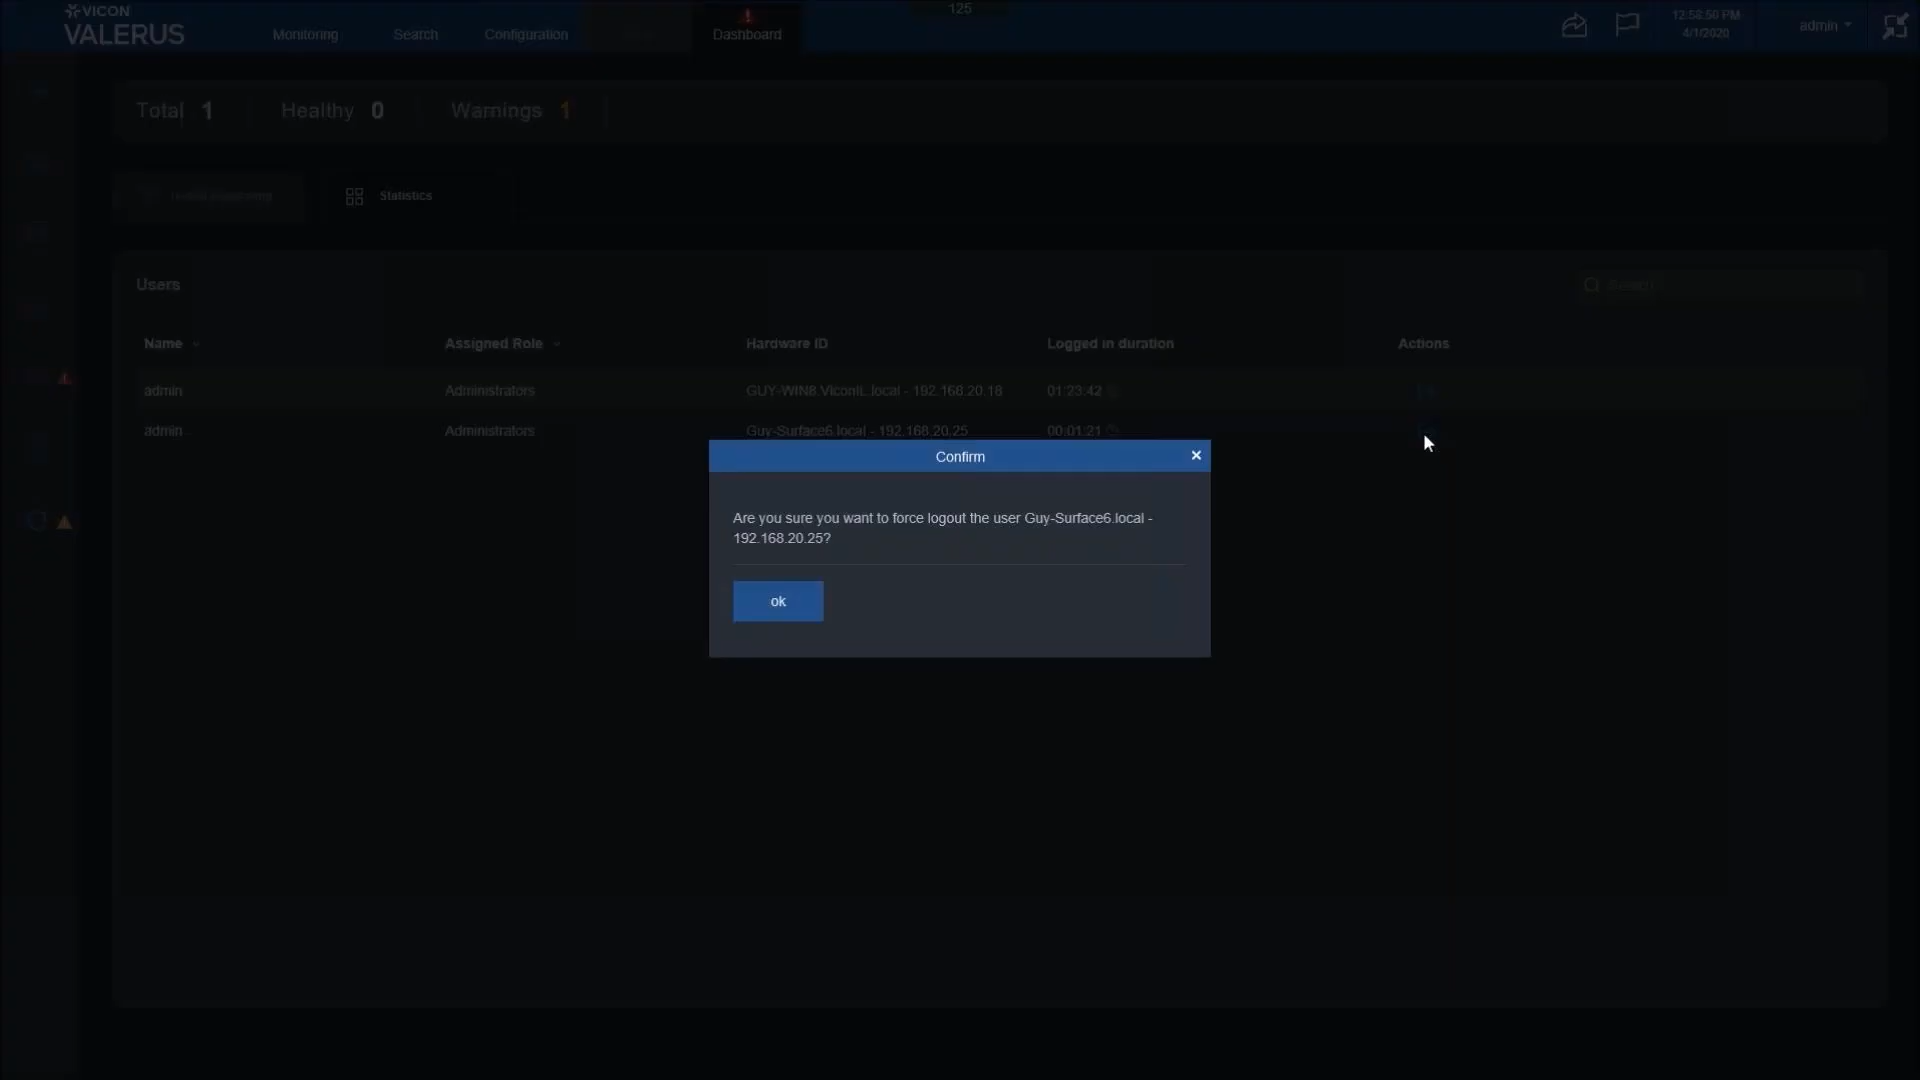 VICON
VALERUS
Monitoring
Search
Configuration
Dashboard
125
12:58:50 PM
4/1/2020
admin
Total 1
Healthy 0
Warnings 1
Statistics
Users
Search
Name
Assigned Role
Hardware ID
Logged in duration
Actions
admin
Administrators
GUY-WIN8.ViconIL.local - 192.168.20.18
01:23:42
admin
Administrators
Guy-Surface6.local - 192.168.20.25
00:01:21
Confirm
Are you sure you want to force logout the user Guy-Surface6.local -
192.168.20.25?
ok